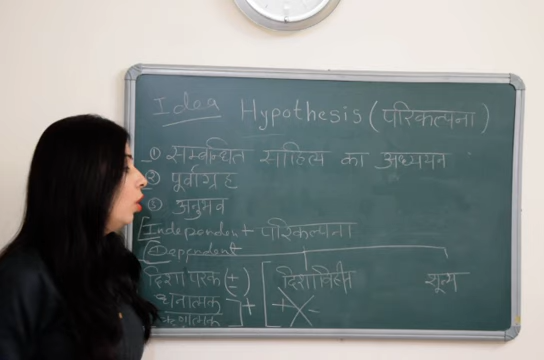 Idea Hypothesis (परिकल्पना)
① सम्बन्धित साहित्य का अध्ययन
② पूर्वाग्रह
③ अनुभव
[Independent परिकल्पना
[Dependent
दिशापरक (±) [ दिशाविहीन शून्य
धनात्मक ] + +X-
ऋणात्मक